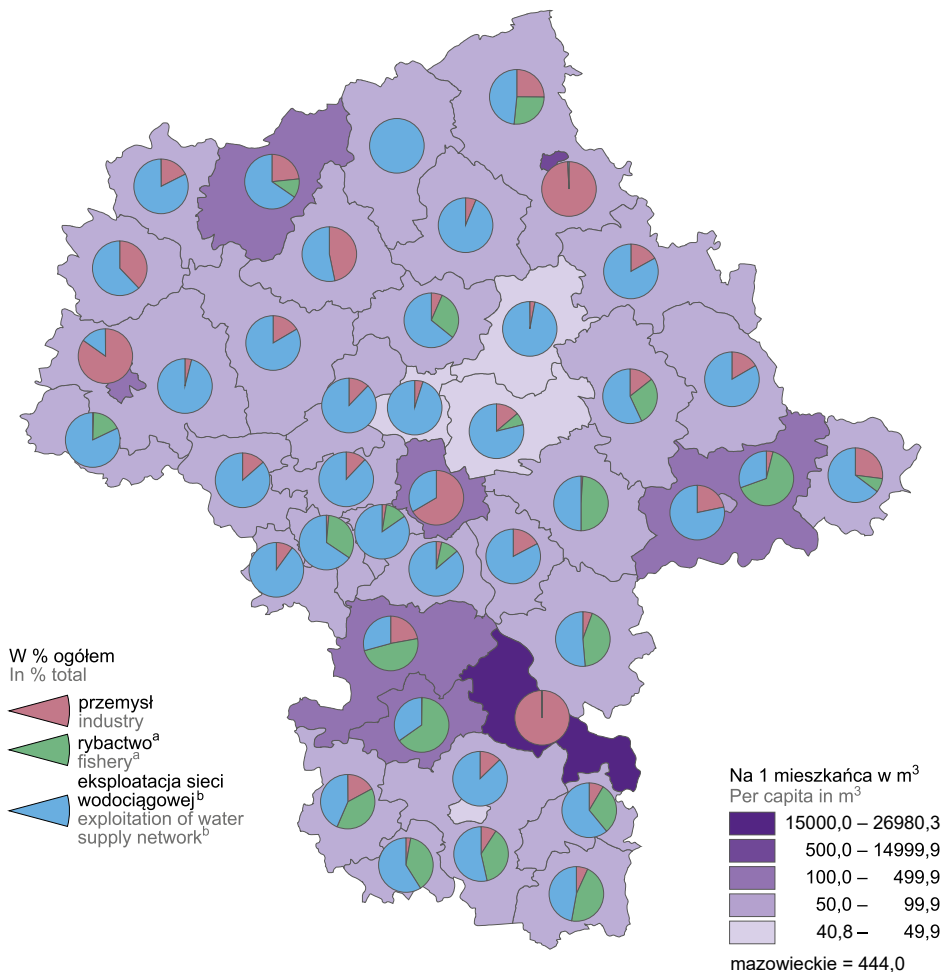 W % ogółem
In % total
przemysł
industry
rybactwoᵃ
fisheryᵃ
eksploatacja sieci
wodociągowejᵇ
exploitation of water
supply networkᵇ
Na 1 mieszkańca w m³
Per capita in m³
15000,0 – 26980,3
500,0 – 14999,9
100,0 – 499,9
50,0 – 99,9
40,8 – 49,9
mazowieckie = 444,0